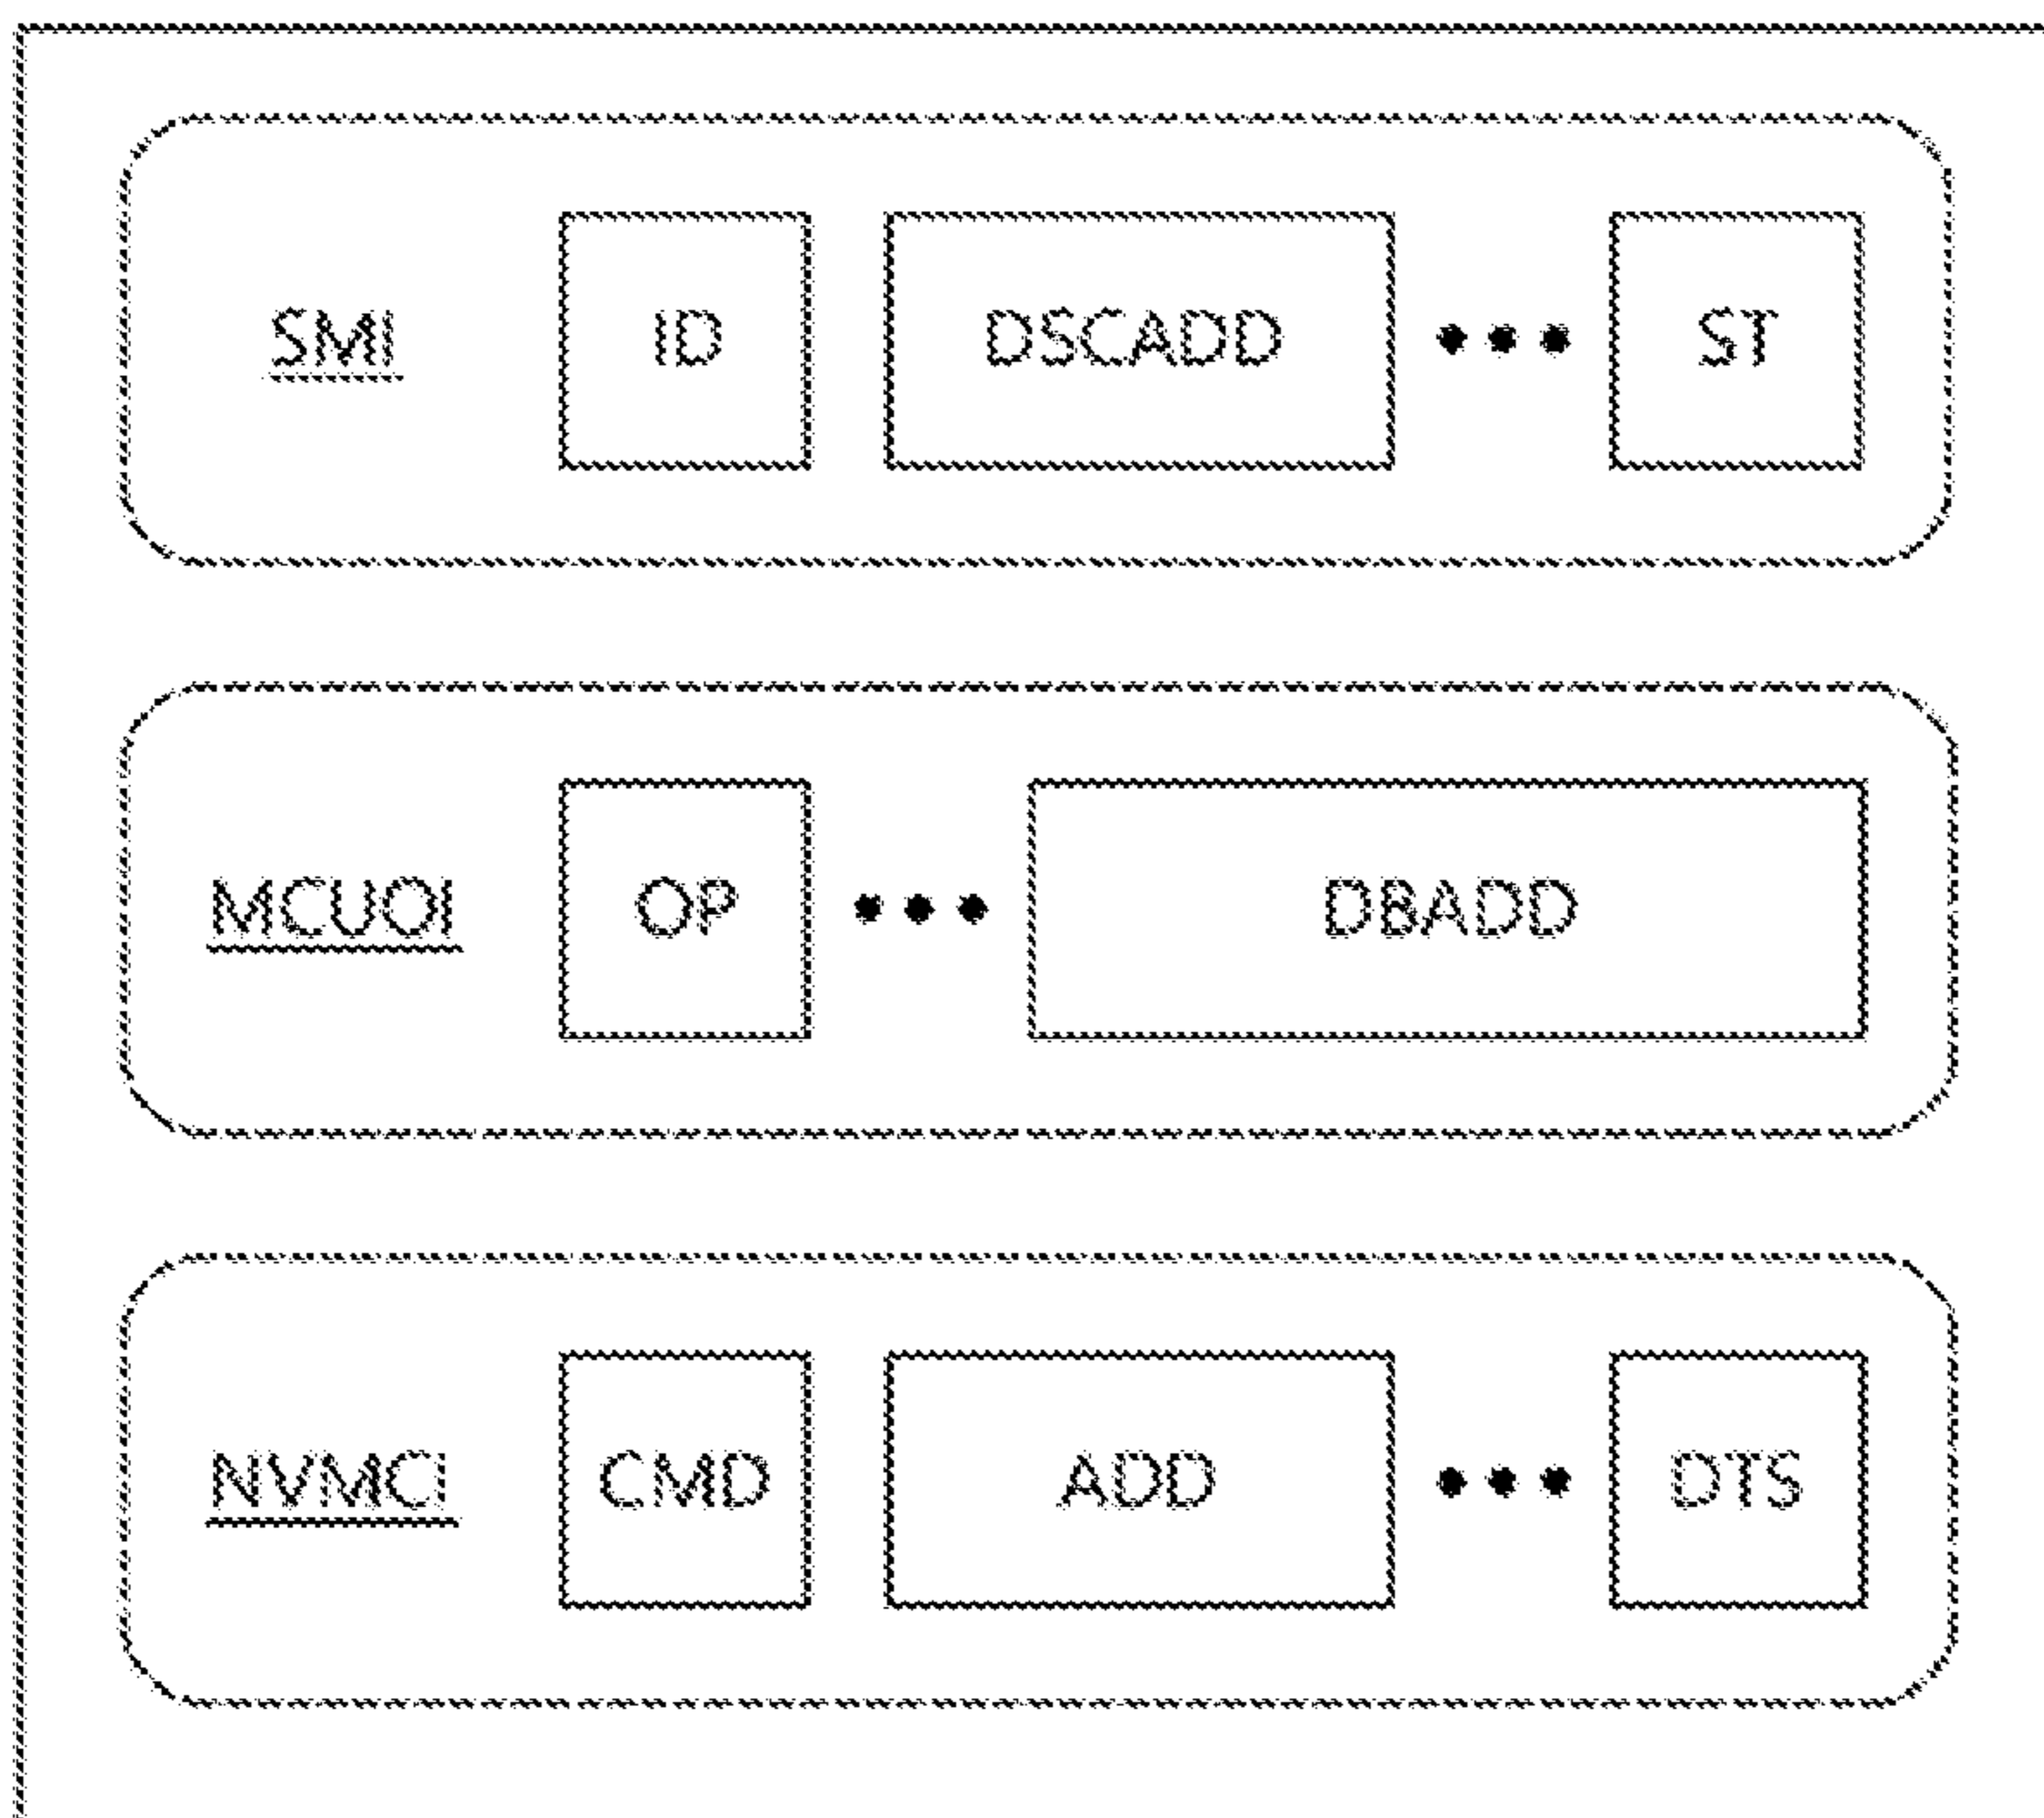 SMI ID DSCADD ••• ST
MCUOI OP ••• DBADD
NVMCI CMD ADD ••• DTS